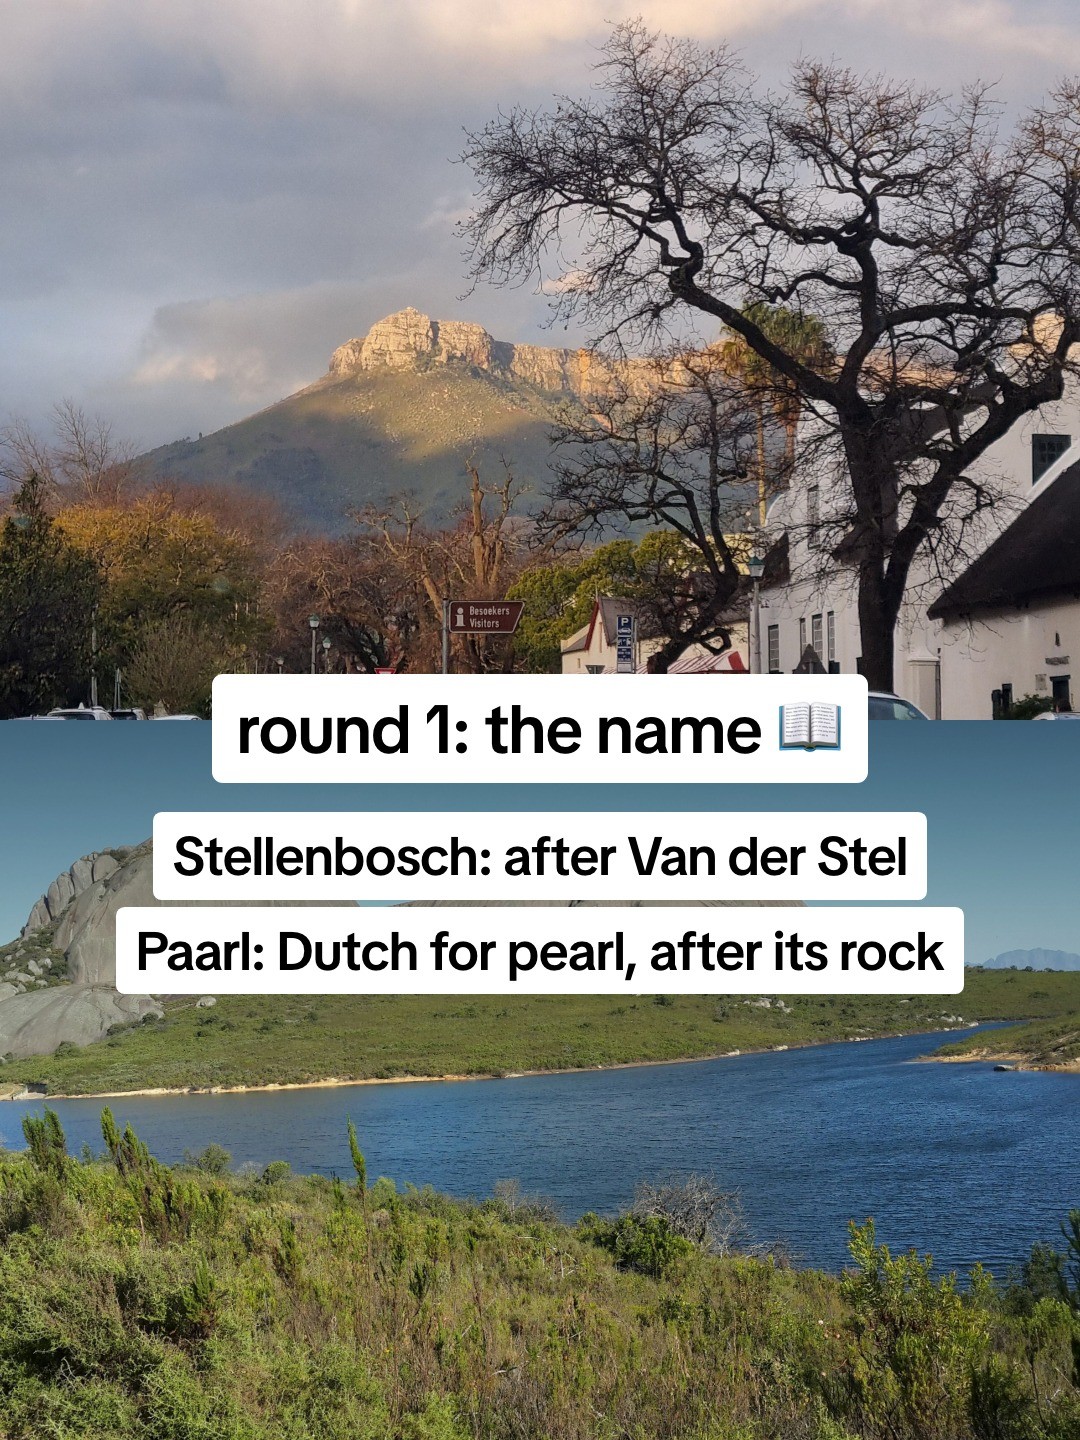 Besoekers
Visitors
P
round 1: the name 📖
Stellenbosch: after Van der Stel
Paarl: Dutch for pearl, after its rock